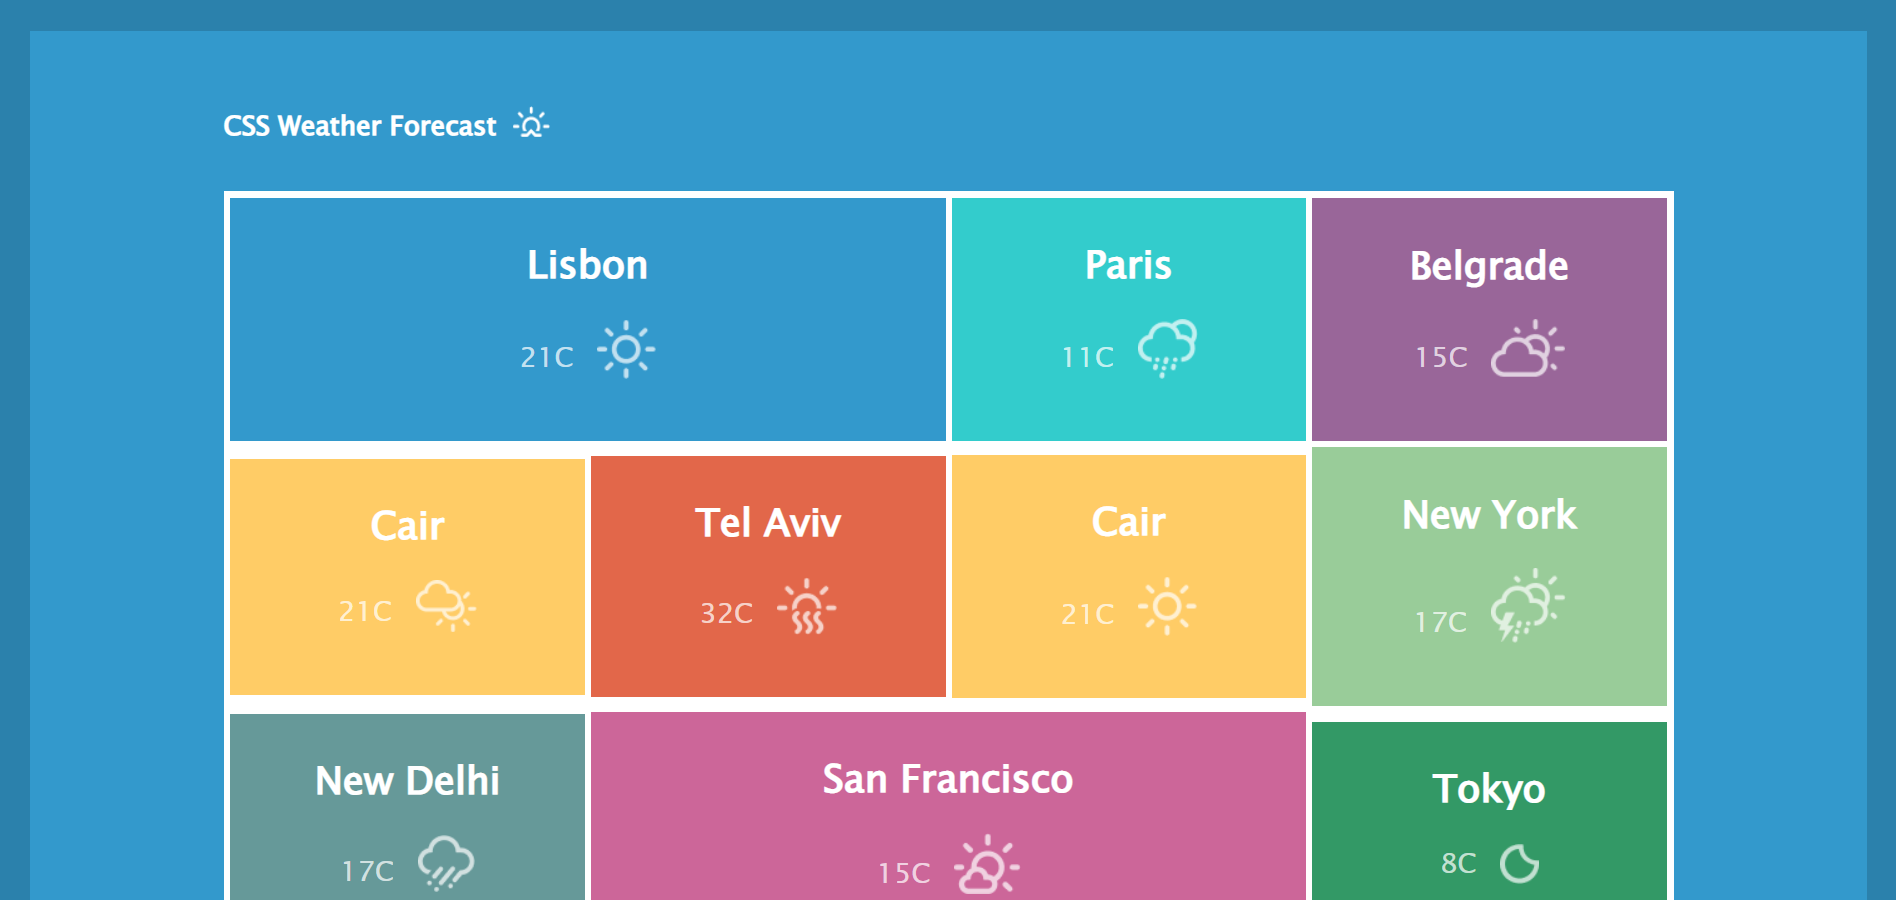 CSS Weather Forecast
Lisbon
21C
Paris
11C
Belgrade
15C
Cair
21C
Tel Aviv
32C
Cair
21C
New York
17C
New Delhi
17C
San Francisco
15C
Tokyo
8C